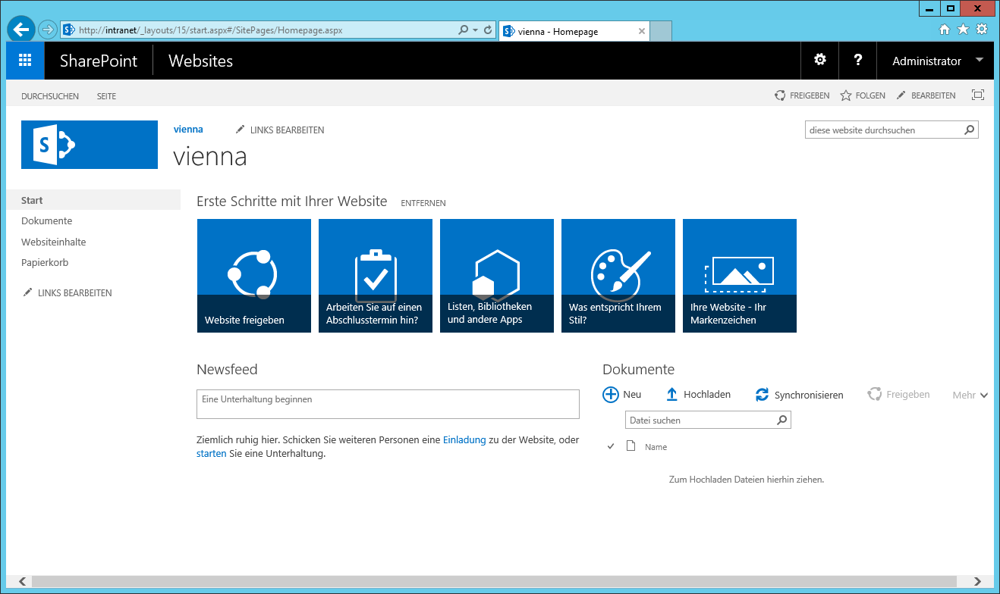 http://intranet/_layouts/15/start.aspx#/SitePages/Homepage.aspx
vienna - Homepage
SharePoint
Websites
?
Administrator
DURCHSUCHEN
SEITE
FREIGEBEN
FOLGEN
BEARBEITEN
S
vienna
LINKS BEARBEITEN
diese website durchsuchen
vienna
Start
Dokumente
Websiteinhalte
Papierkorb
LINKS BEARBEITEN
Erste Schritte mit Ihrer Website
ENTFERNEN
Website freigeben
Arbeiten Sie auf einen
Abschlusstermin hin?
Listen, Bibliotheken
und andere Apps
Was entspricht Ihrem
Stil?
Ihre Website - Ihr
Markenzeichen
Newsfeed
Eine Unterhaltung beginnen
Ziemlich ruhig hier. Schicken Sie weiteren Personen eine Einladung zu der Website, oder
starten Sie eine Unterhaltung.
Dokumente
Neu
Hochladen
Synchronisieren
Freigeben
Mehr
Datei suchen
Name
Zum Hochladen Dateien hierhin ziehen.